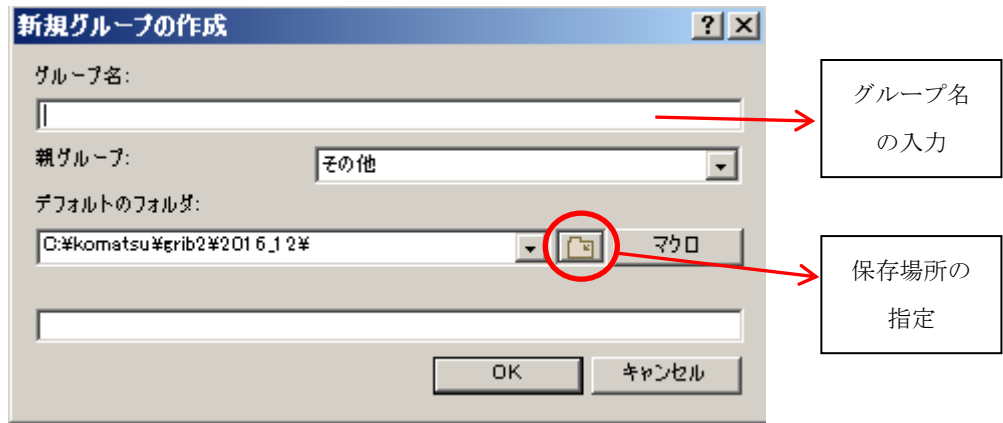 新規グループの作成
グループ名:
グループ名
の入力
親グループ:
その他
デフォルトのフォルダ:
C:¥komatsu¥grib2¥2016_12¥
マクロ
保存場所の
指定
OK
キャンセル